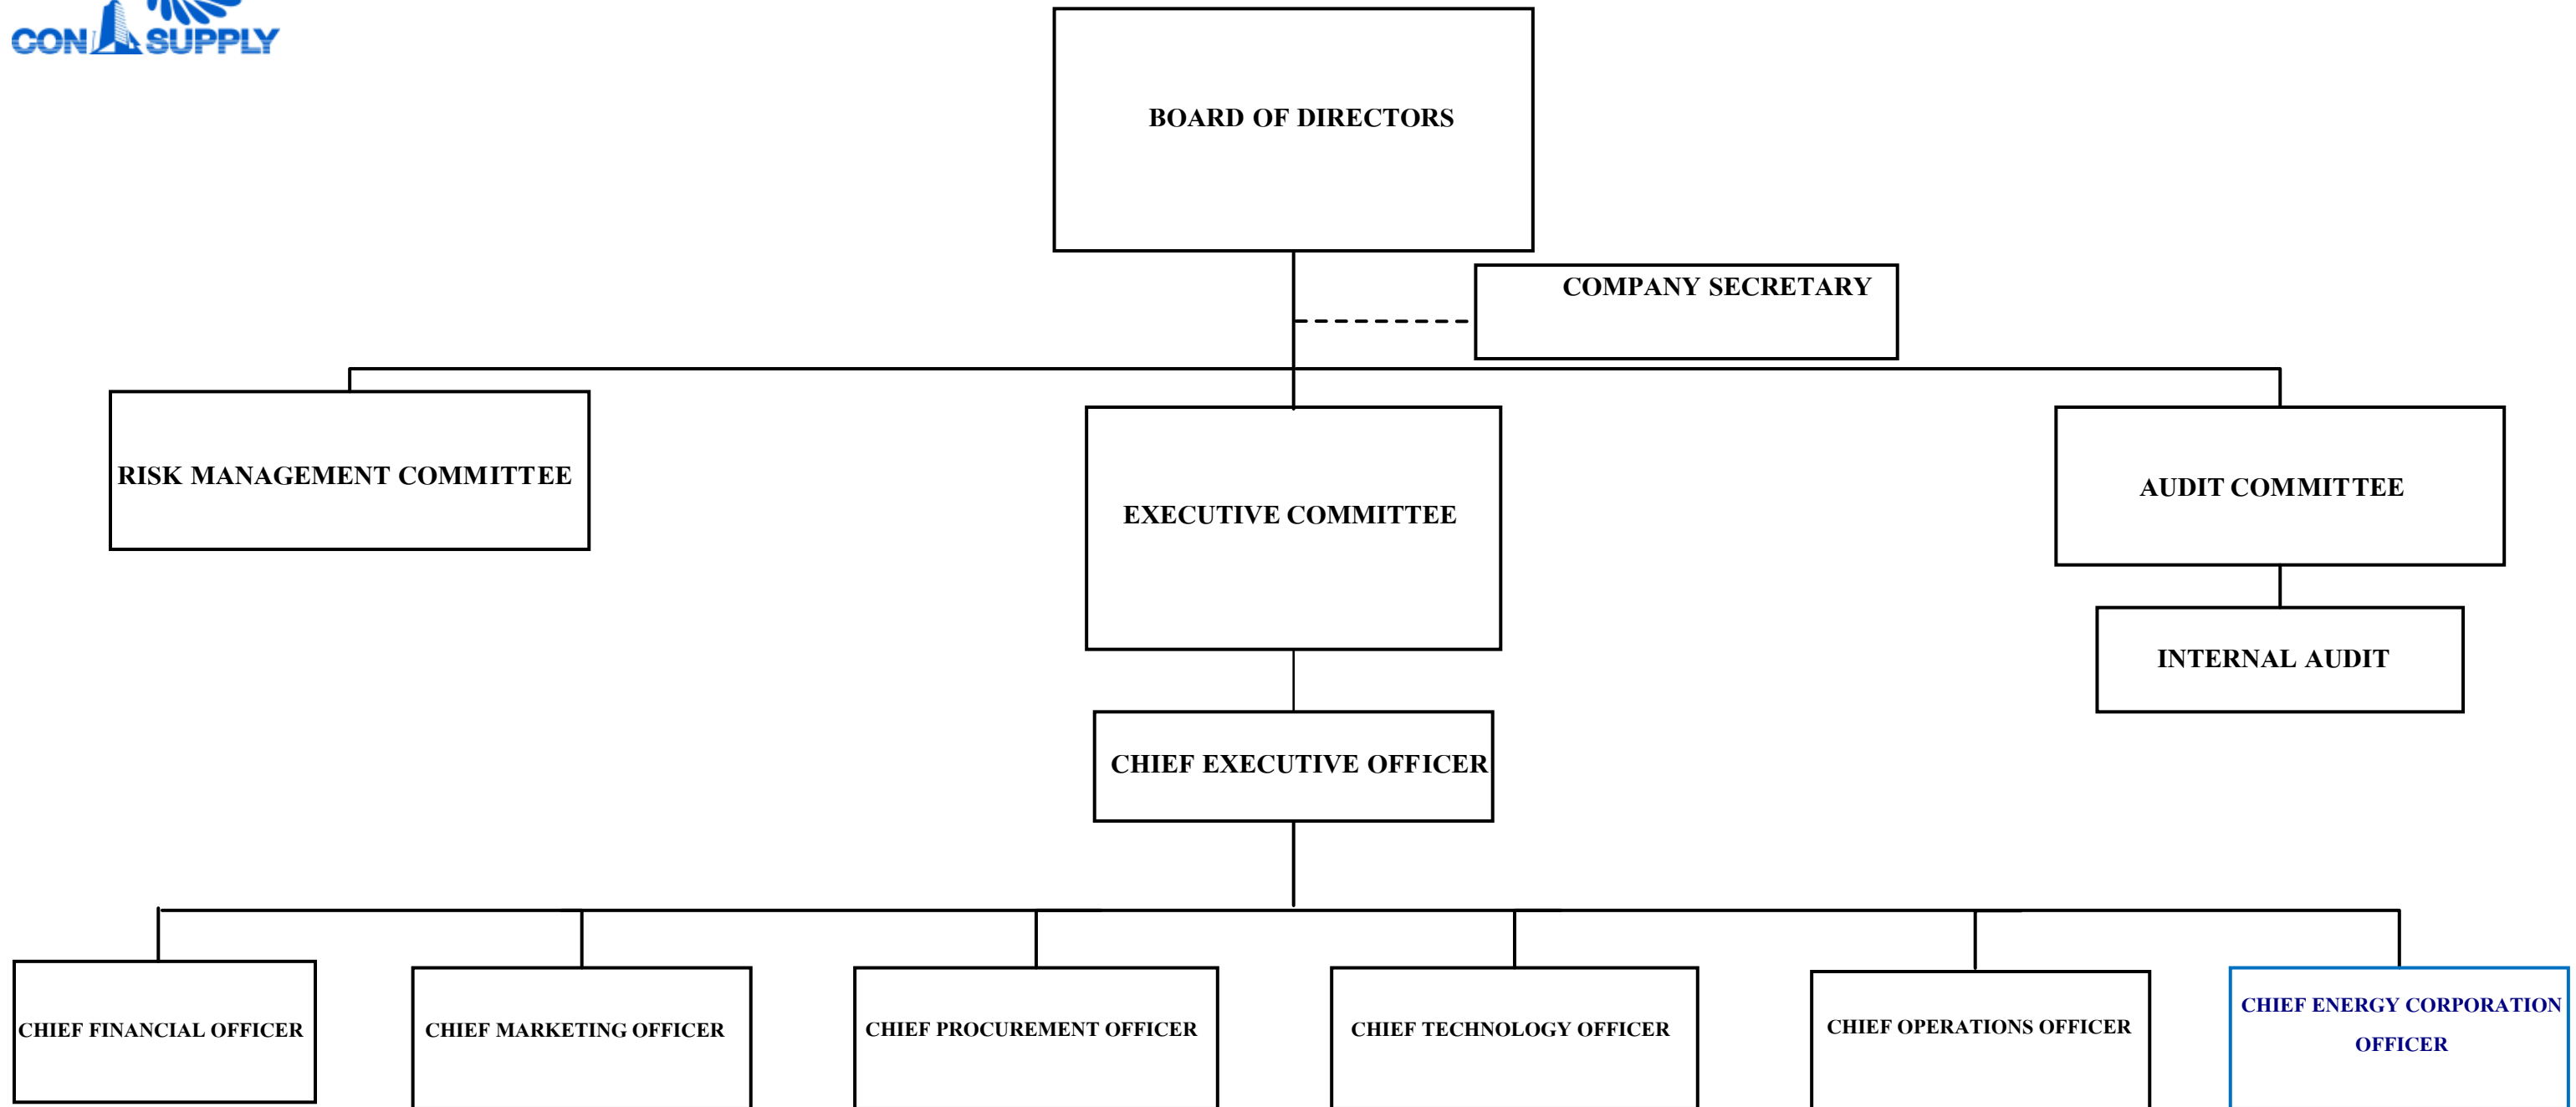 CON SUPPLY
BOARD OF DIRECTORS
COMPANY SECRETARY
RISK MANAGEMENT COMMITTEE
EXECUTIVE COMMITTEE
AUDIT COMMITTEE
INTERNAL AUDIT
CHIEF EXECUTIVE OFFICER
CHIEF FINANCIAL OFFICER
CHIEF MARKETING OFFICER
CHIEF PROCUREMENT OFFICER
CHIEF TECHNOLOGY OFFICER
CHIEF OPERATIONS OFFICER
CHIEF ENERGY CORPORATION
OFFICER